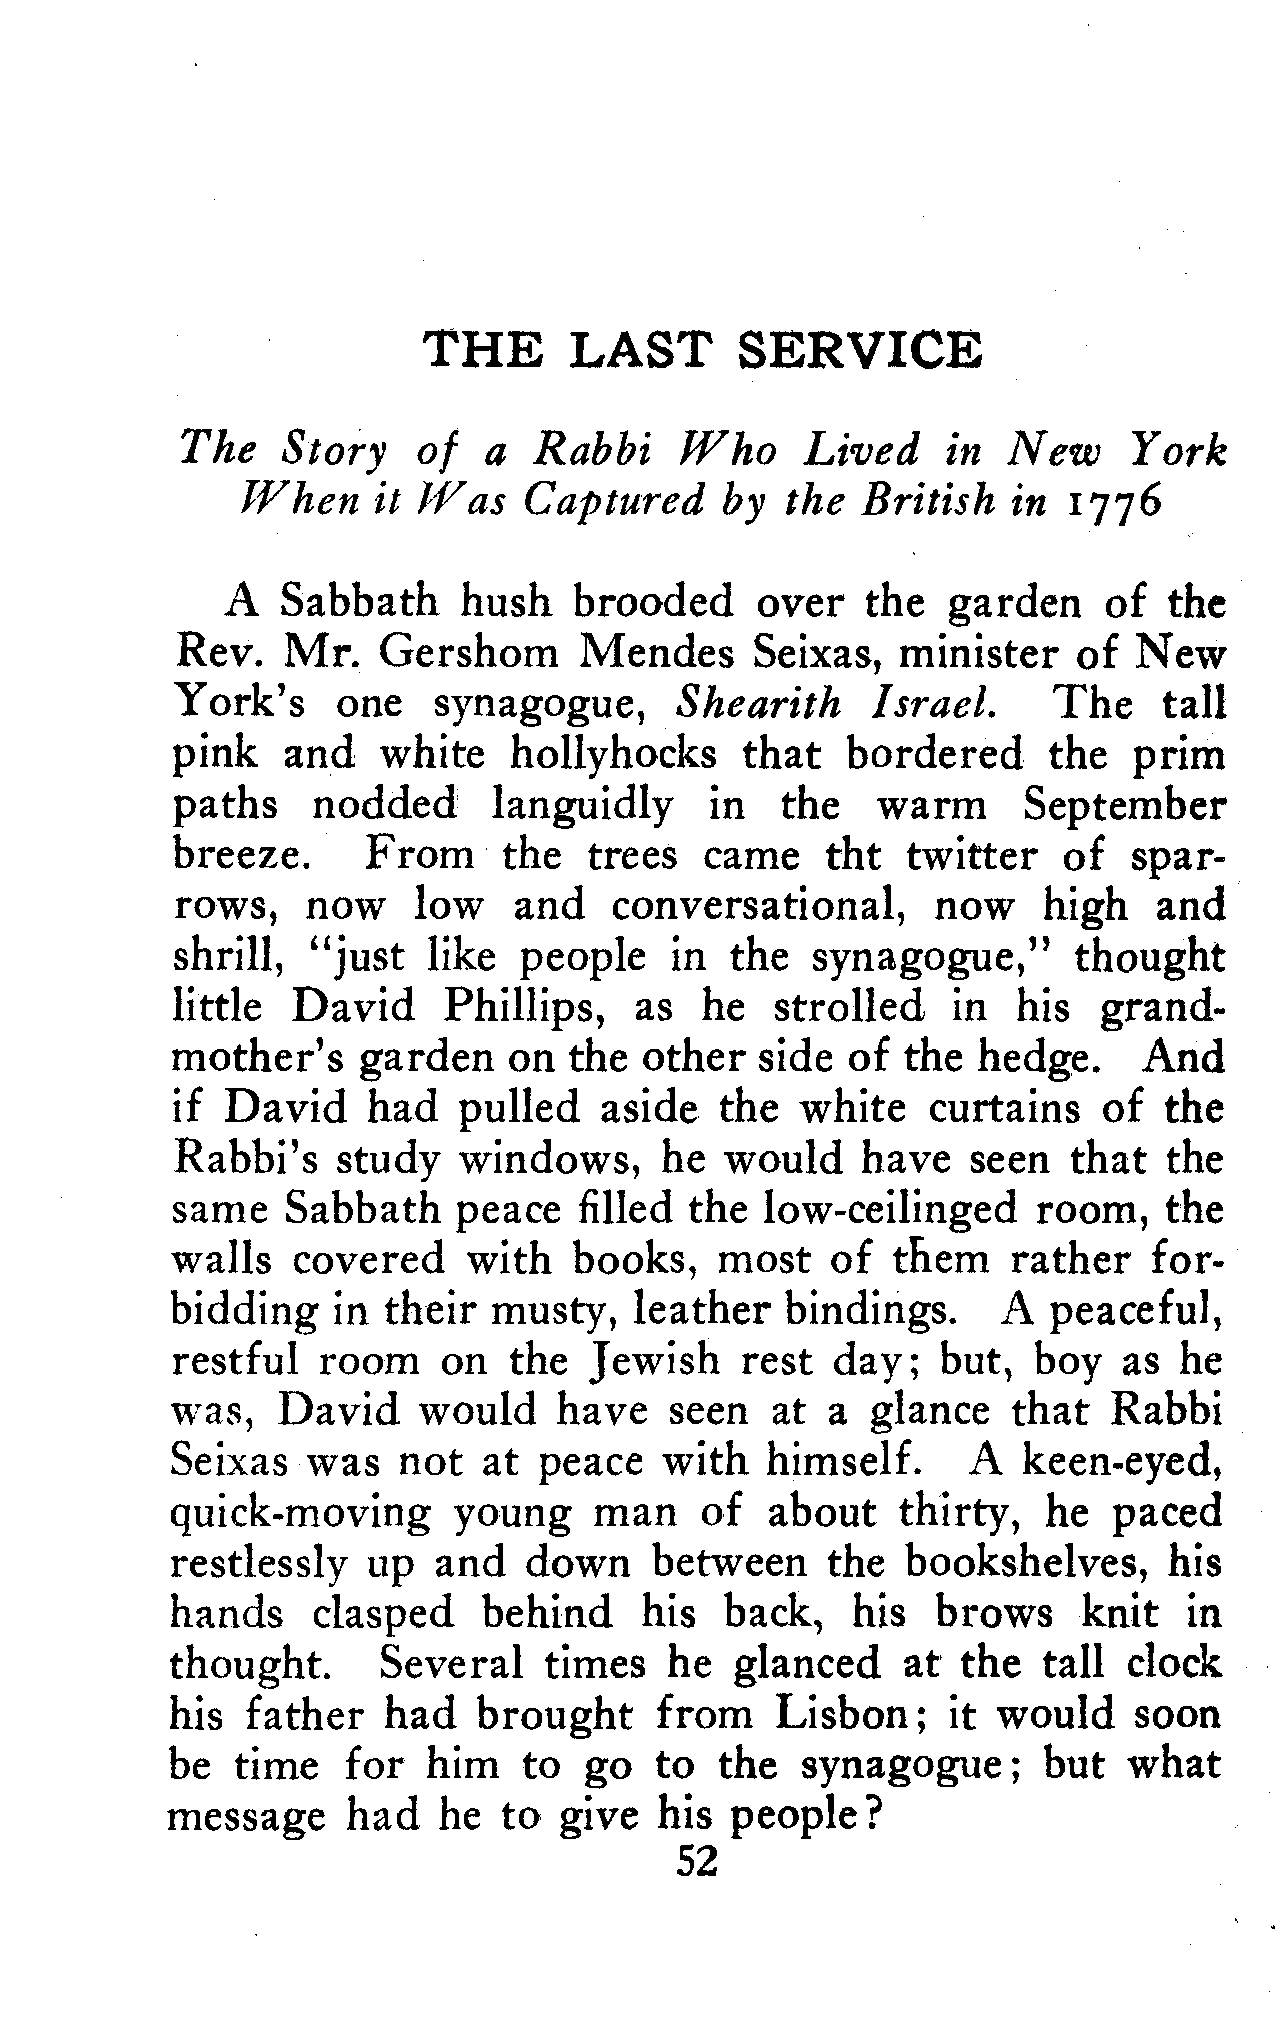 THE LAST SERVICE
The Story of a Rabbi Who Lived in New York
When it Was Captured by the British in 1776
A Sabbath hush brooded over the garden of the
Rev. Mr. Gershom Mendes Seixas, minister of New
York's one synagogue, Shearith Israel. The tall
pink and white hollyhocks that bordered the prim
paths nodded languidly in the warm September
breeze. From the trees came tht twitter of spar-
rows, now low and conversational, now high and
shrill, "just like people in the synagogue," thought
little David Phillips, as he strolled in his grand-
mother's garden on the other side of the hedge. And
if David had pulled aside the white curtains of the
Rabbi's study windows, he would have seen that the
same Sabbath peace filled the low-ceilinged room, the
walls covered with books, most of them rather for-
bidding in their musty, leather bindings. A peaceful,
restful room on the Jewish rest day; but, boy as he
was, David would have seen at a glance that Rabbi
Seixas was not at peace with himself. A keen-eyed,
quick-moving young man of about thirty, he paced
restlessly up and down between the bookshelves, his
hands clasped behind his back, his brows knit in
thought. Several times he glanced at the tall clock
his father had brought from Lisbon; it would soon
be time for him to go to the synagogue; but what
message had he to give his people?
52